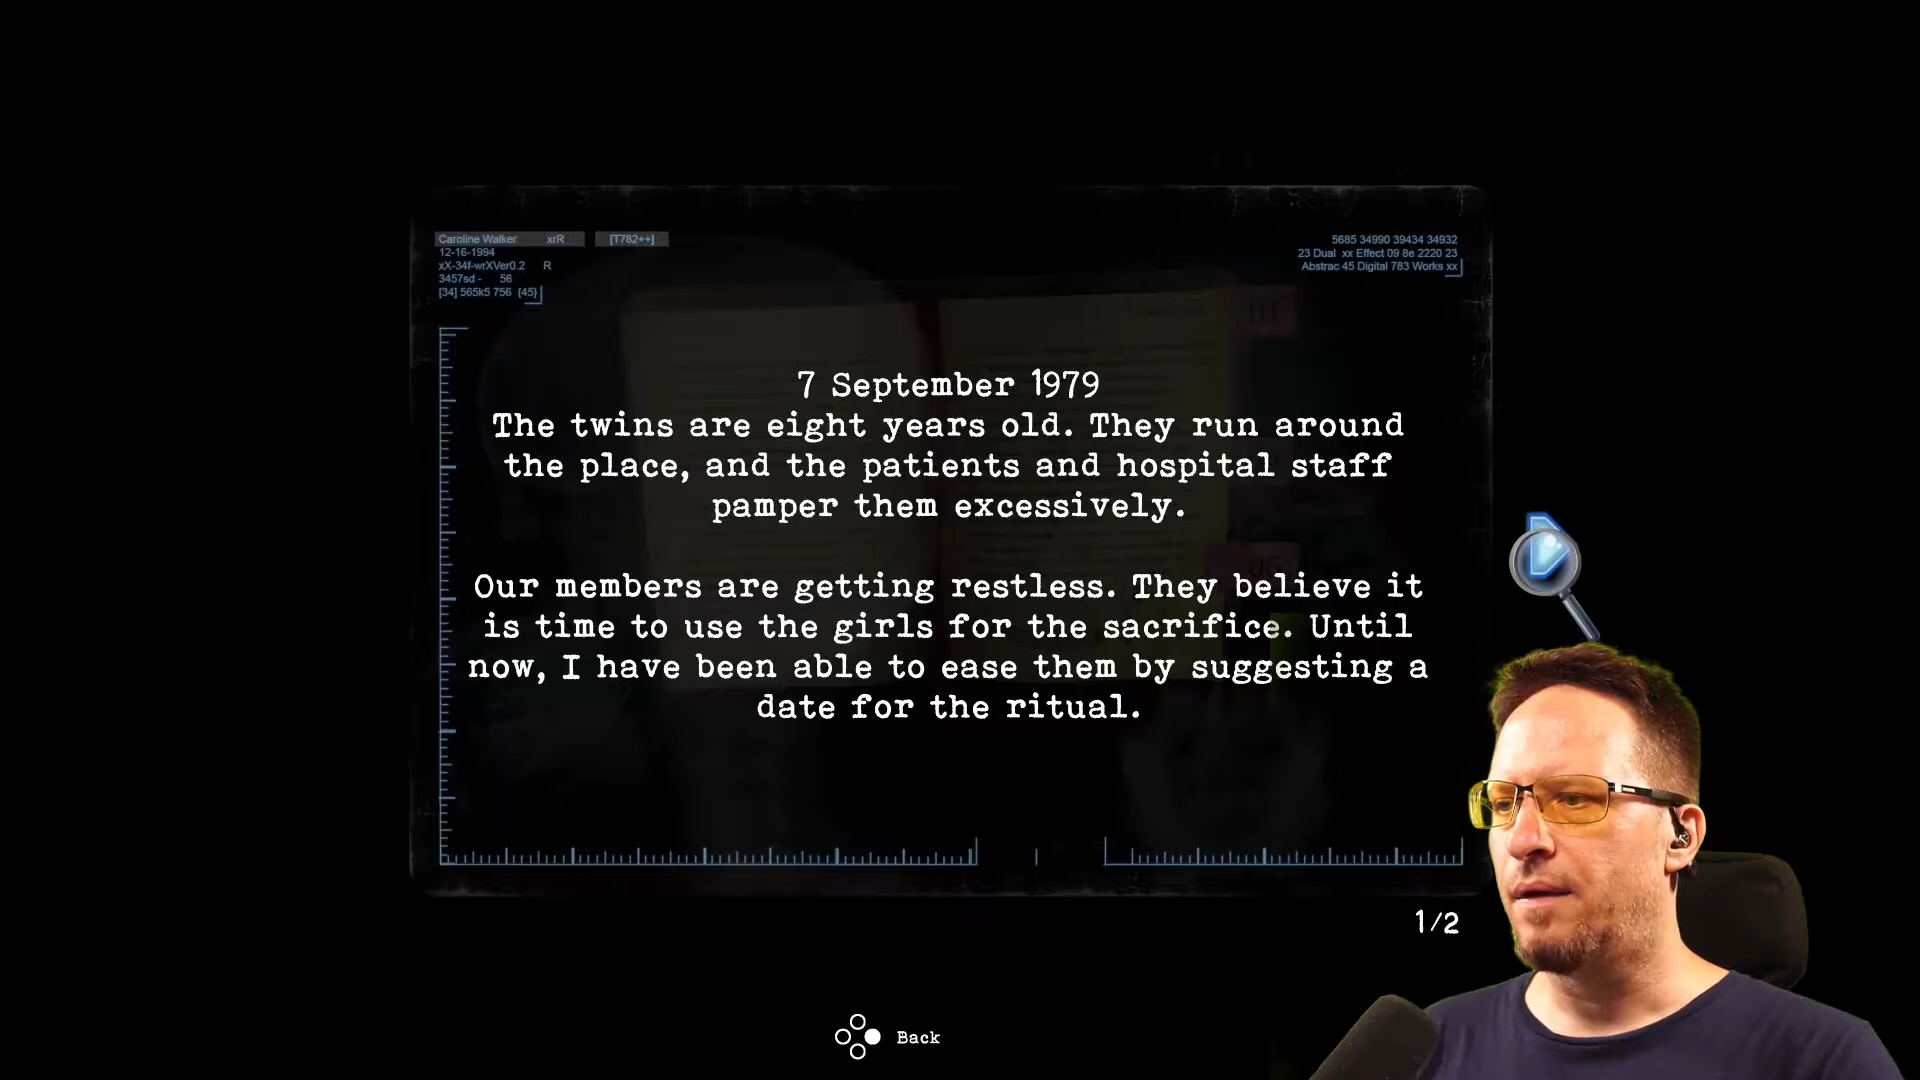 Caroline Walker xrR [T782++]
12-16-1994
xX-34f-wrXVer0.2 R
3457sd - 56
[34] 565k5 756 {45}
5685 34990 39434 34932
23 Dual xx Effect 09 8e 2220 23
Abstrac 45 Digital 783 Works xx
7 September 1979
The twins are eight years old. They run around
the place, and the patients and hospital staff
pamper them excessively.
Our members are getting restless. They believe it
is time to use the girls for the sacrifice. Until
now, I have been able to ease them by suggesting a
date for the ritual.
1/2
Back